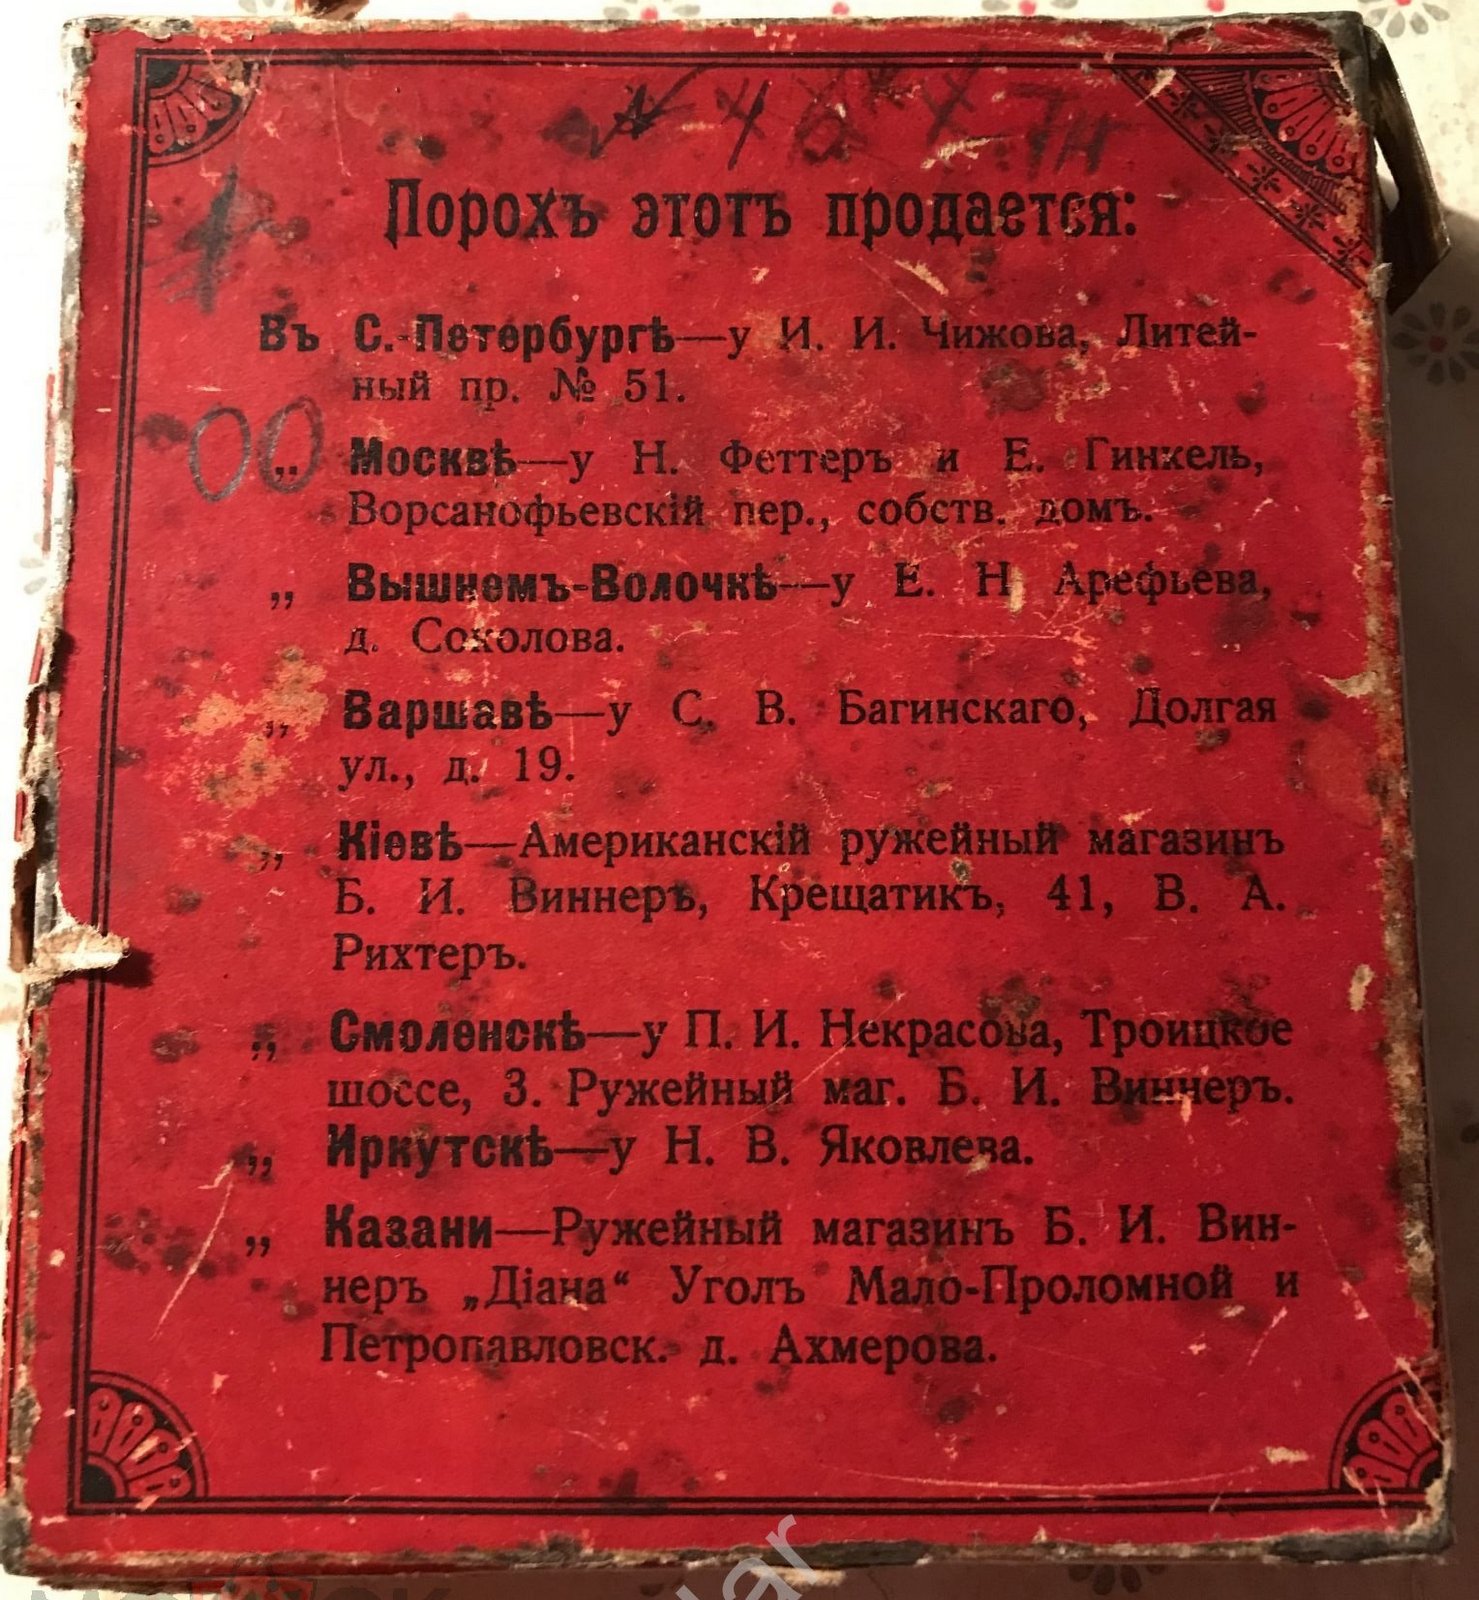 Порохъ этотъ продается:
Въ С.-Петербургѣ—у И. И. Чижова, Литей-
ный пр. № 51.
00
„ Москвѣ—у Н. Феттеръ и Е. Гинкель,
Ворсанофьевскій пер., собств. домъ.
„ Вышнемъ-Волочкѣ—у Е. Н Арефьева,
д. Соколова.
„ Варшавѣ—у С. В. Багинскаго, Долгая
ул., д. 19.
„ Кіевѣ—Американскій ружейный магазинъ
Б. И. Виннеръ, Крещатикъ, 41, В. А.
Рихтеръ.
„ Смоленскѣ—у П. И. Некрасова, Троицкое
шоссе, 3. Ружейный маг. Б. И. Виннеръ.
„ Иркутскѣ—у Н. В. Яковлева.
„ Казани—Ружейный магазинъ Б. И. Вин-
неръ „Діана“ Уголъ Мало-Проломной и
Петропавловск. д. Ахмерова.